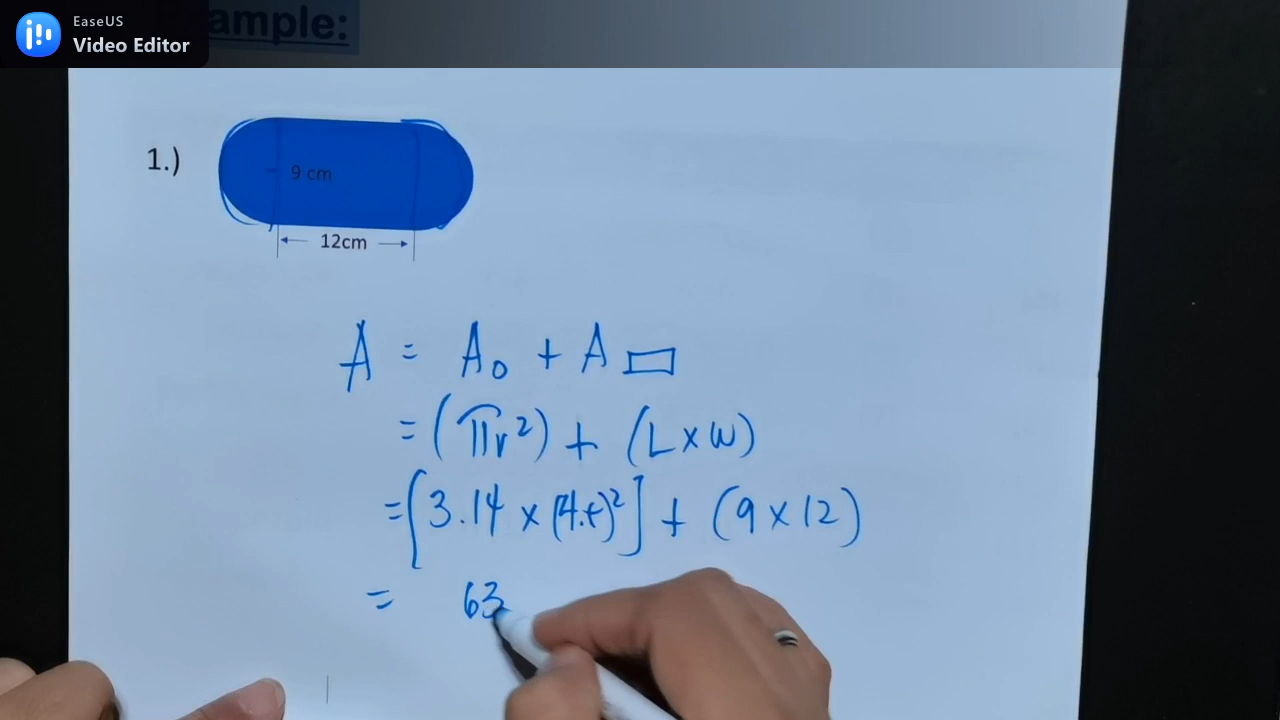 EaseUS
Video Editor
ample:
1.)
9 cm
12cm
A = A○ + A▭
= (πr²) + (L x W)
= [3.14 x (4.5)²] + (9 x 12)
= 63